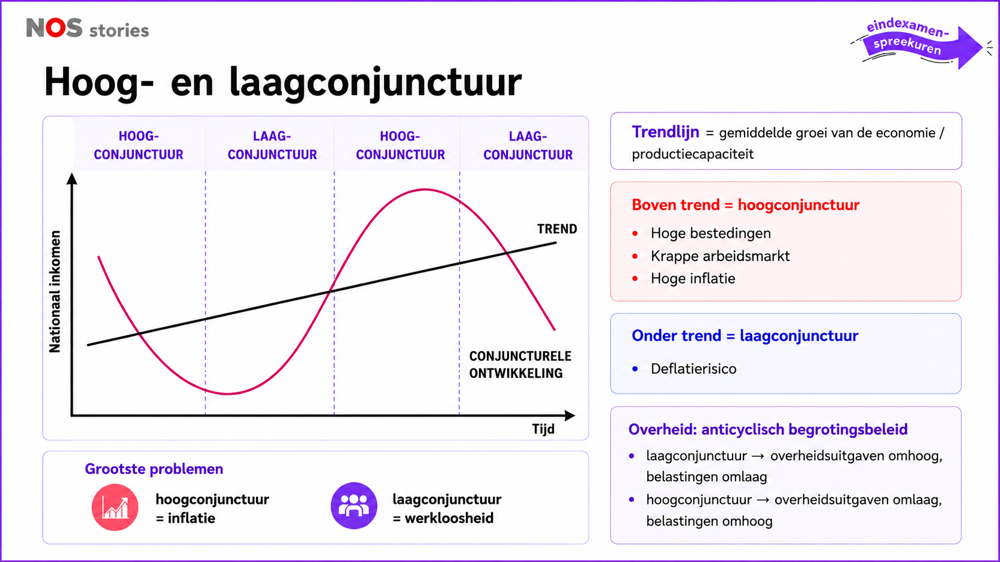 NOS stories
eindexamen-
spreekuren
Hoog- en laagconjunctuur
HOOG-
CONJUNCTUUR
LAAG-
CONJUNCTUUR
HOOG-
CONJUNCTUUR
LAAG-
CONJUNCTUUR
Nationaal inkomen
TREND
CONJUNCTURELE
ONTWIKKELING
Tijd
Grootste problemen
hoogconjunctuur
= inflatie
laagconjunctuur
= werkloosheid
Trendlijn = gemiddelde groei van de economie /
productiecapaciteit
Boven trend = hoogconjunctuur
• Hoge bestedingen
• Krappe arbeidsmarkt
• Hoge inflatie
Onder trend = laagconjunctuur
• Deflatierisico
Overheid: anticyclisch begrotingsbeleid
• laagconjunctuur → overheidsuitgaven omhoog,
belastingen omlaag
• hoogconjunctuur → overheidsuitgaven omlaag,
belastingen omhoog